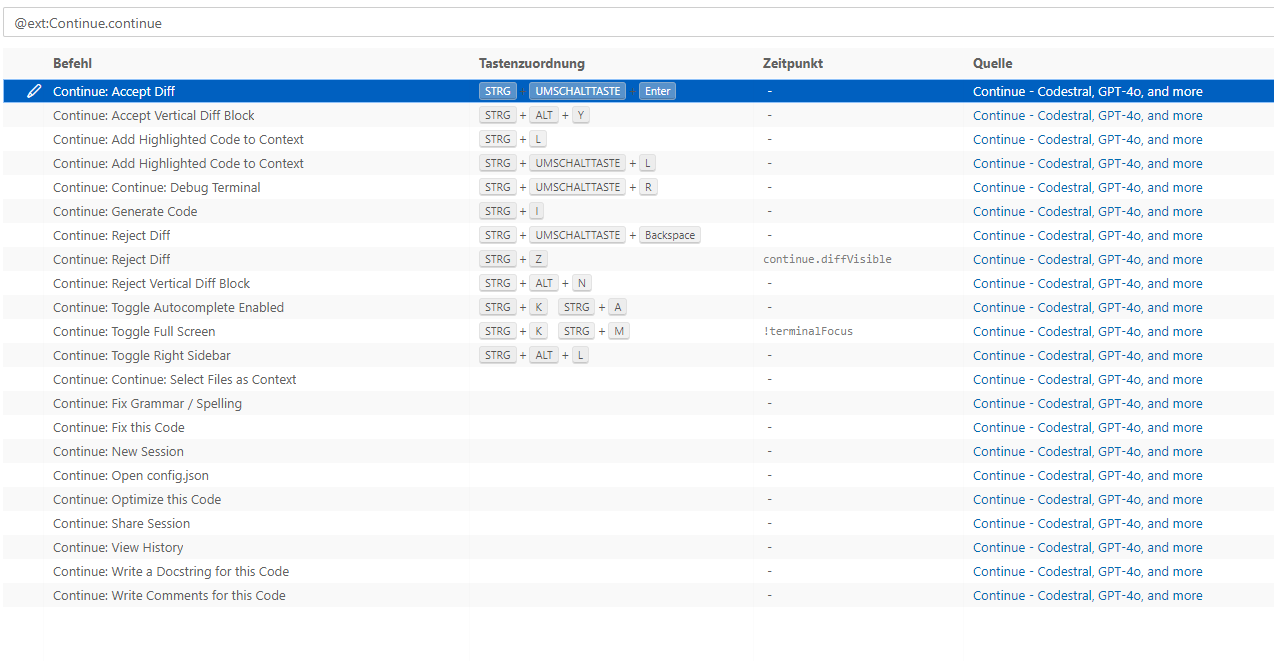 @ext:Continue.continue
Befehl Tastenzuordnung Zeitpunkt Quelle
Continue: Accept Diff STRG UMSCHALTTASTE Enter - Continue - Codestral, GPT-4o, and more
Continue: Accept Vertical Diff Block STRG + ALT + Y - Continue - Codestral, GPT-4o, and more
Continue: Add Highlighted Code to Context STRG + L - Continue - Codestral, GPT-4o, and more
Continue: Add Highlighted Code to Context STRG + UMSCHALTTASTE + L - Continue - Codestral, GPT-4o, and more
Continue: Continue: Debug Terminal STRG + UMSCHALTTASTE + R - Continue - Codestral, GPT-4o, and more
Continue: Generate Code STRG + I - Continue - Codestral, GPT-4o, and more
Continue: Reject Diff STRG + UMSCHALTTASTE + Backspace - Continue - Codestral, GPT-4o, and more
Continue: Reject Diff STRG + Z continue.diffVisible Continue - Codestral, GPT-4o, and more
Continue: Reject Vertical Diff Block STRG + ALT + N - Continue - Codestral, GPT-4o, and more
Continue: Toggle Autocomplete Enabled STRG + K STRG + A - Continue - Codestral, GPT-4o, and more
Continue: Toggle Full Screen STRG + K STRG + M !terminalFocus Continue - Codestral, GPT-4o, and more
Continue: Toggle Right Sidebar STRG + ALT + L - Continue - Codestral, GPT-4o, and more
Continue: Continue: Select Files as Context - Continue - Codestral, GPT-4o, and more
Continue: Fix Grammar / Spelling - Continue - Codestral, GPT-4o, and more
Continue: Fix this Code - Continue - Codestral, GPT-4o, and more
Continue: New Session - Continue - Codestral, GPT-4o, and more
Continue: Open config.json - Continue - Codestral, GPT-4o, and more
Continue: Optimize this Code - Continue - Codestral, GPT-4o, and more
Continue: Share Session - Continue - Codestral, GPT-4o, and more
Continue: View History - Continue - Codestral, GPT-4o, and more
Continue: Write a Docstring for this Code - Continue - Codestral, GPT-4o, and more
Continue: Write Comments for this Code - Continue - Codestral, GPT-4o, and more